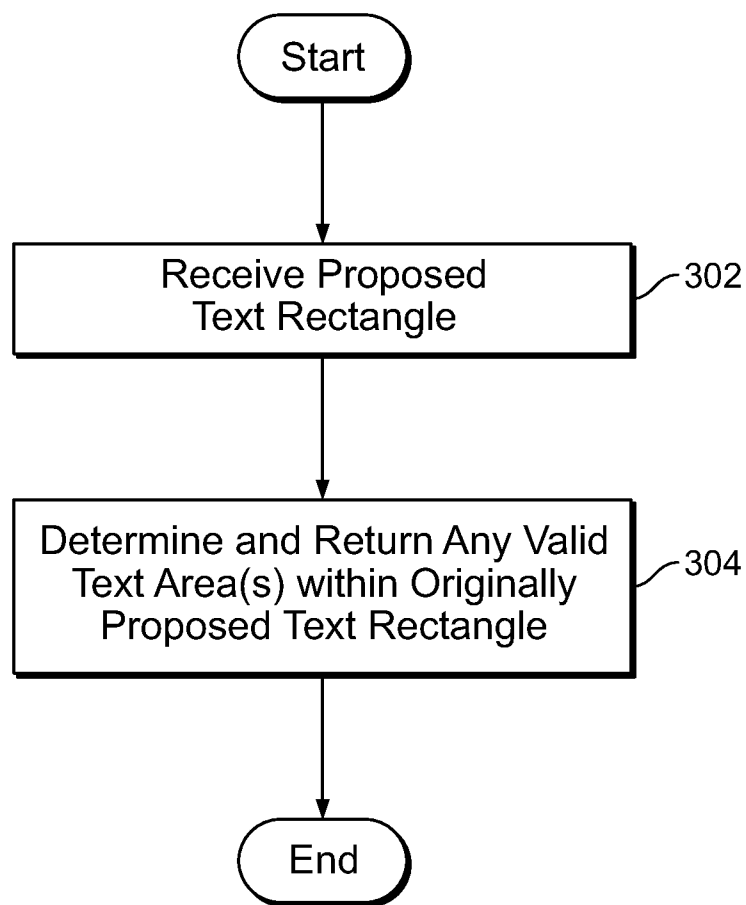 Start
Receive Proposed
Text Rectangle
302
Determine and Return Any Valid
Text Area(s) within Originally
Proposed Text Rectangle
304
End